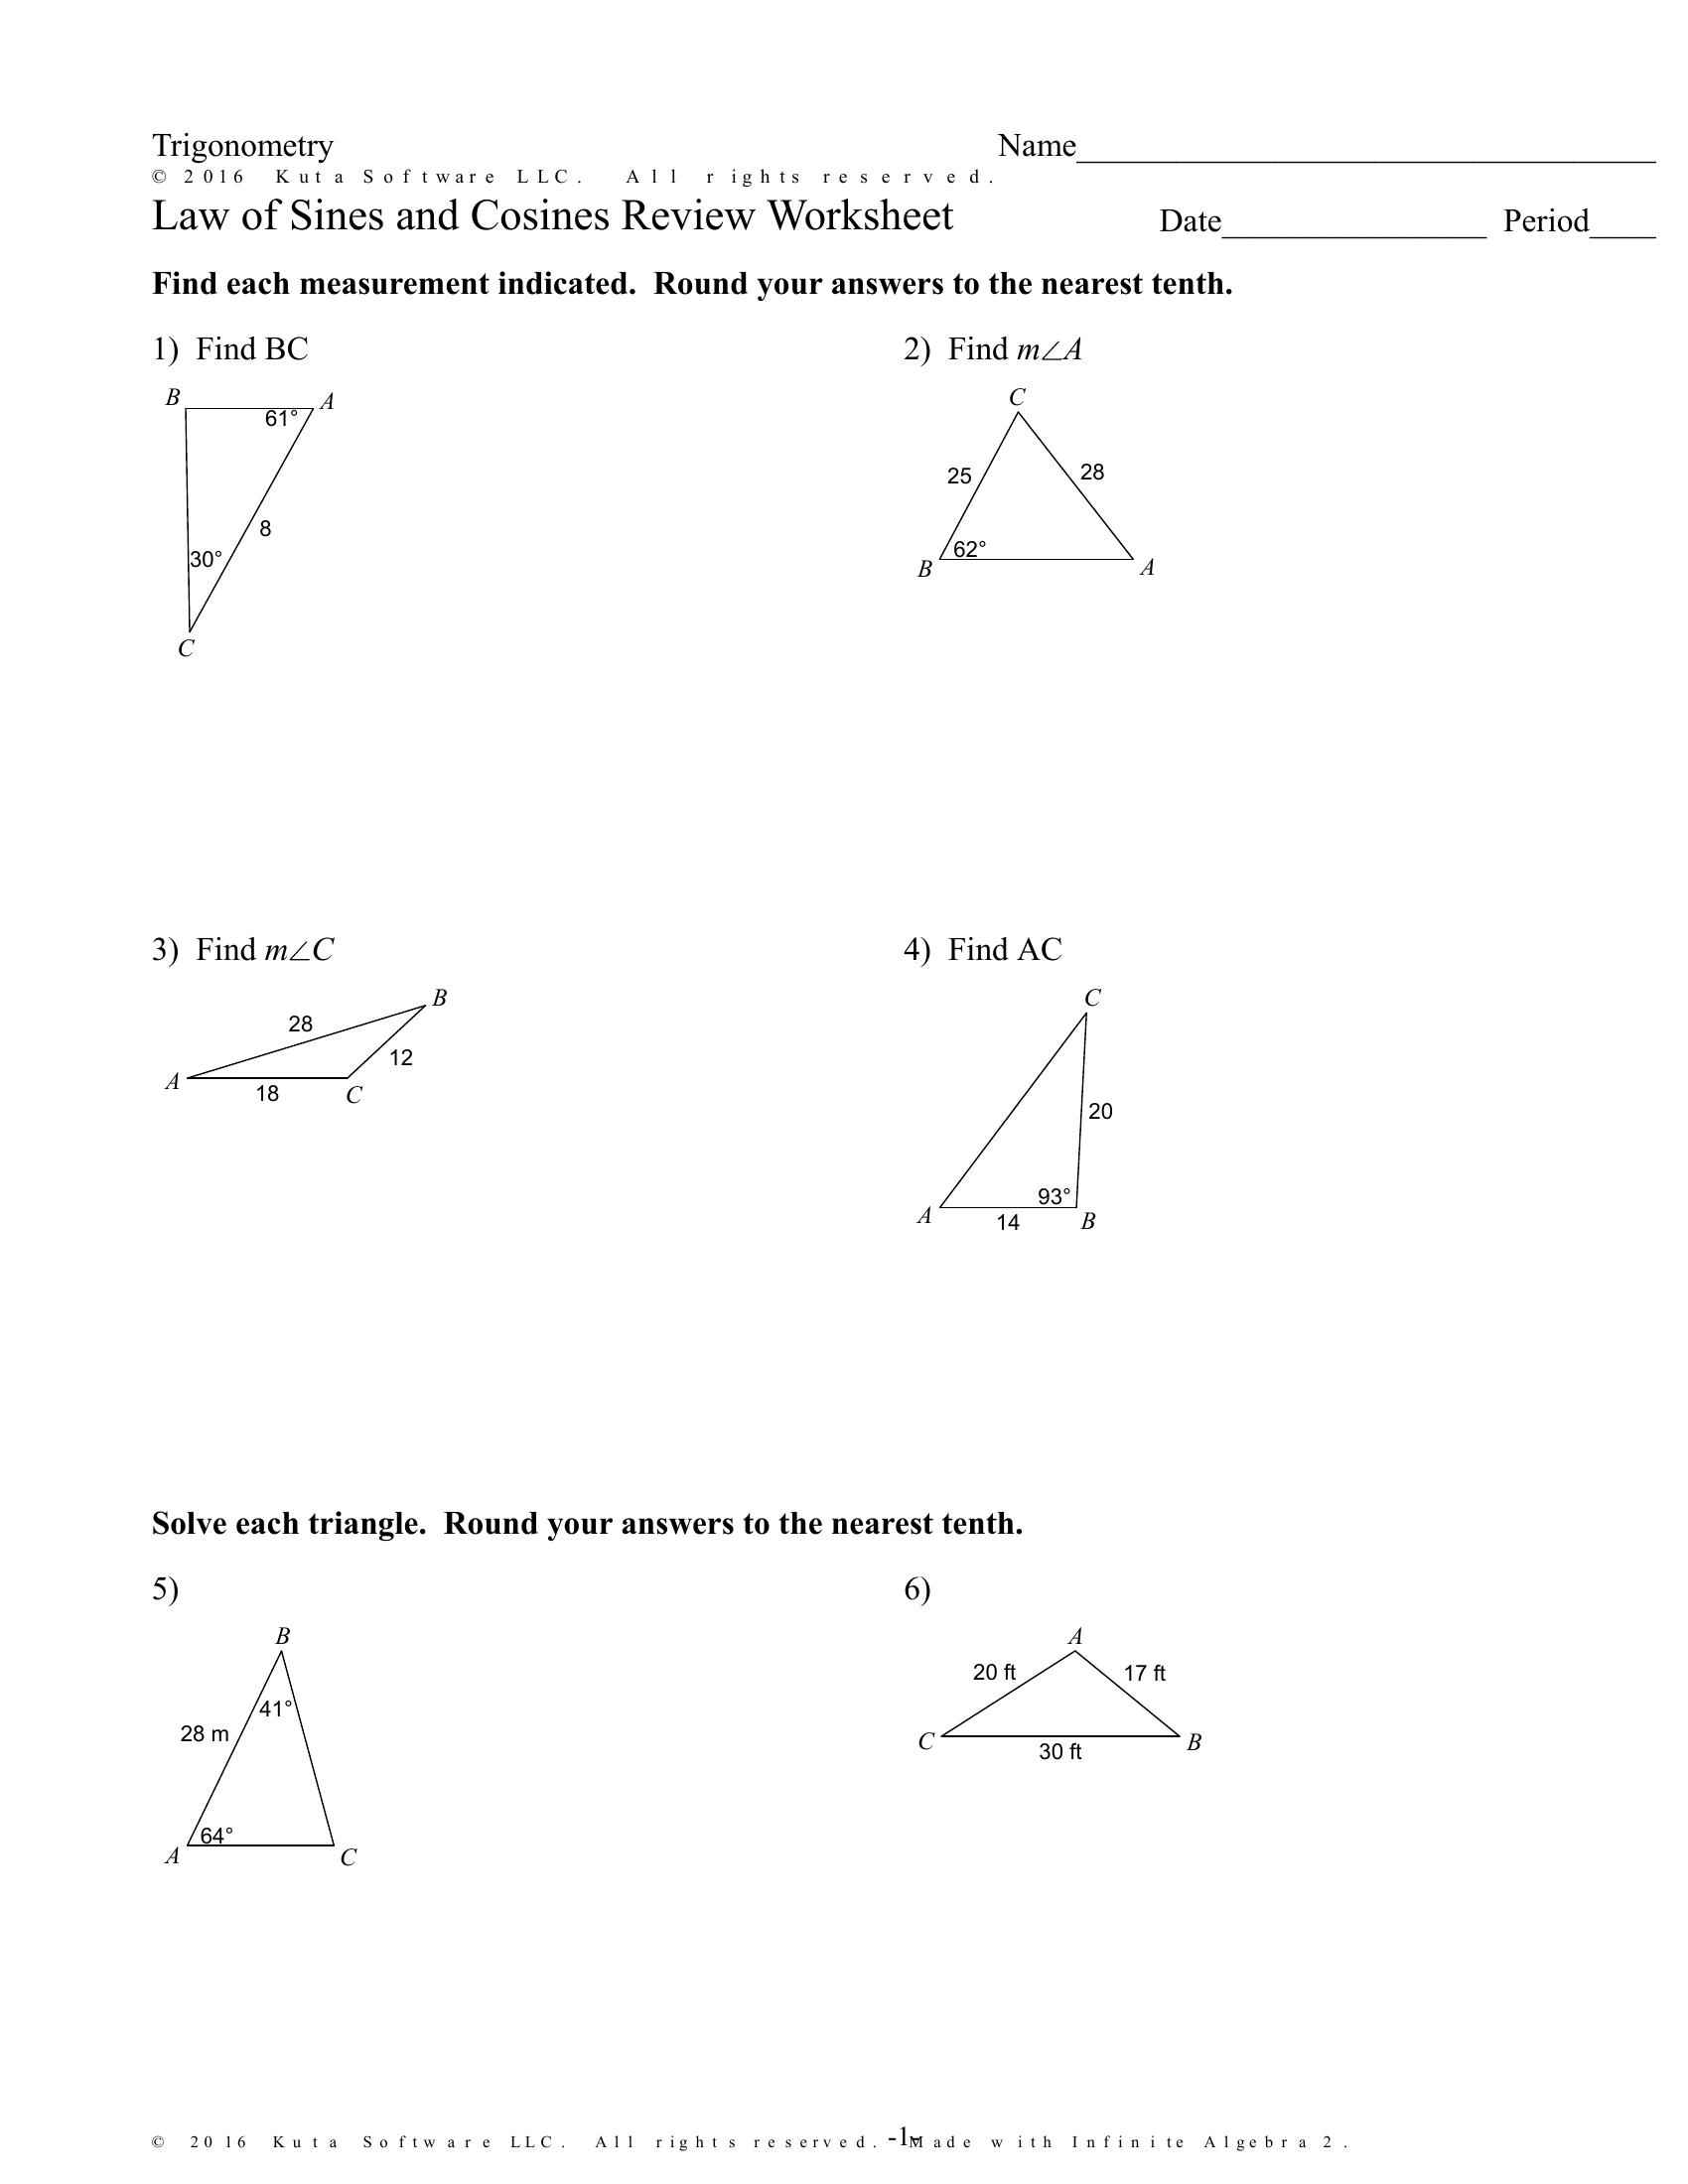 Trigonometry
Name___________________________________
© 2016 Kuta Software LLC. All rights reserved.
Law of Sines and Cosines Review Worksheet
Date________________ Period____
Find each measurement indicated. Round your answers to the nearest tenth.
1) Find BC
B
A
61°
8
30°
C
2) Find m∠A
C
25
28
62°
B
A
3) Find m∠C
B
28
12
A
18
C
4) Find AC
C
20
93°
A
14
B
Solve each triangle. Round your answers to the nearest tenth.
5)
B
41°
28 m
64°
A
C
6)
A
20 ft
17 ft
C
30 ft
B
© 2016 Kuta Software LLC. All rights reserved. -1- Made with Infinite Algebra 2.